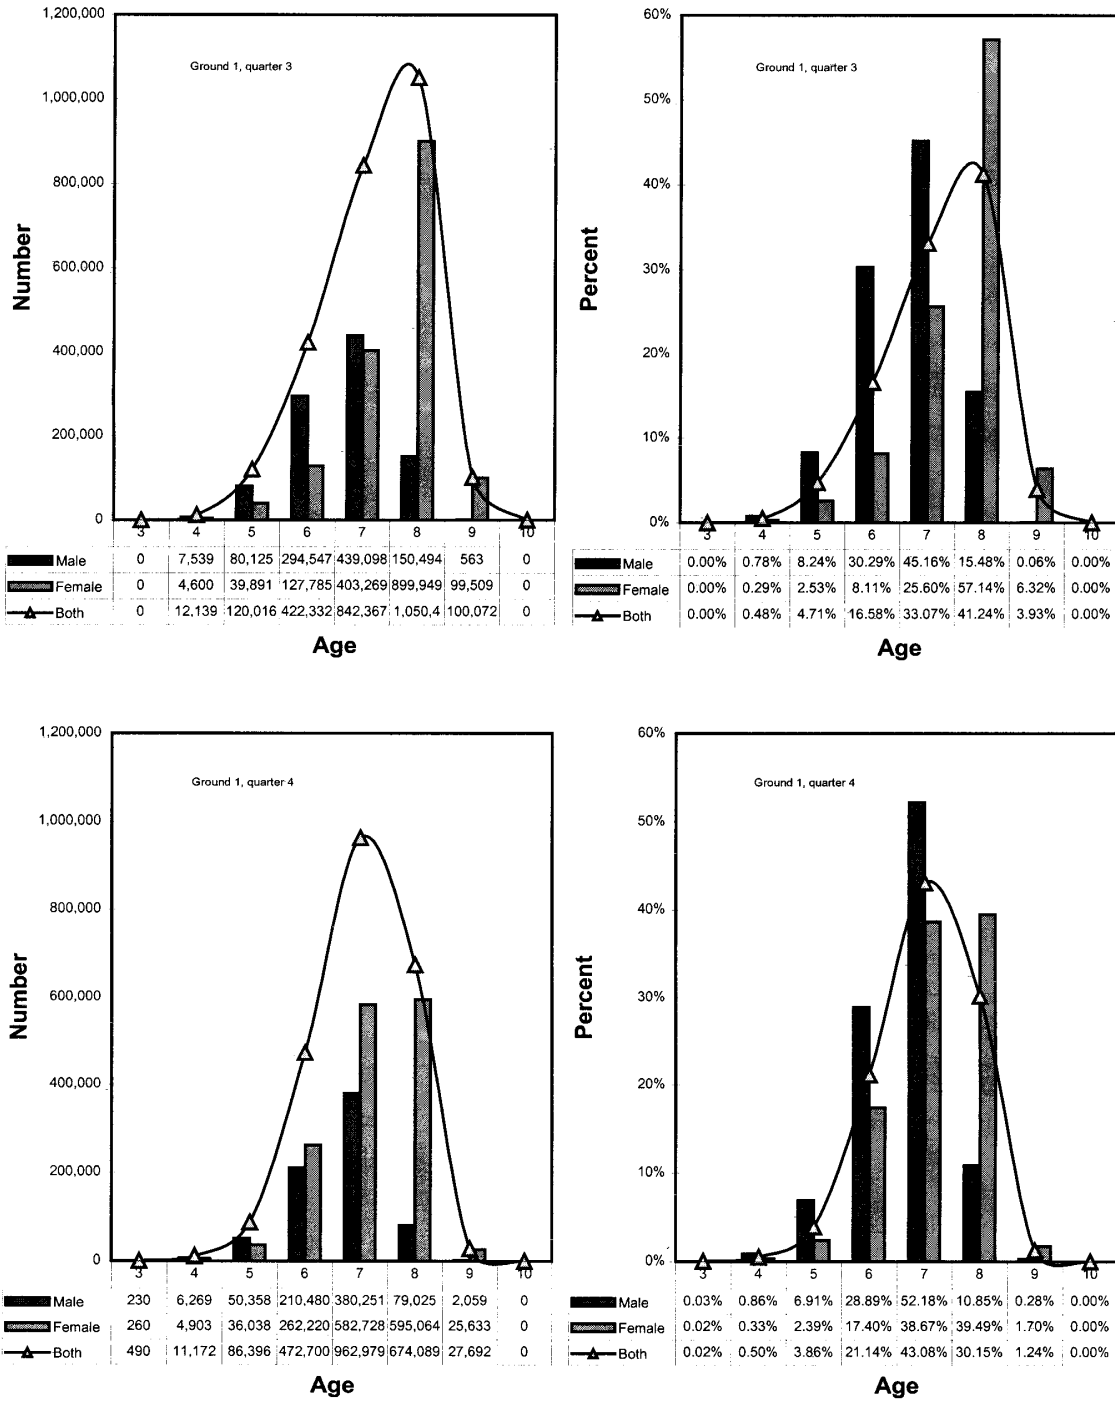 1,200,000
1,000,000
800,000
600,000
400,000
200,000
0
Number
Ground 1, quarter 3
3 4 5 6 7 8 9 10
Male 0 7,539 80,125 294,547 439,098 150,494 563 0
Female 0 4,600 39,891 127,785 403,269 899,949 99,509 0
Both 0 12,139 120,016 422,332 842,367 1,050,4 100,072 0
Age
60%
50%
40%
30%
20%
10%
0%
Percent
Ground 1, quarter 3
3 4 5 6 7 8 9 10
Male 0.00% 0.78% 8.24% 30.29% 45.16% 15.48% 0.06% 0.00%
Female 0.00% 0.29% 2.53% 8.11% 25.60% 57.14% 6.32% 0.00%
Both 0.00% 0.48% 4.71% 16.58% 33.07% 41.24% 3.93% 0.00%
Age
1,200,000
1,000,000
800,000
600,000
400,000
200,000
0
Number
Ground 1, quarter 4
3 4 5 6 7 8 9 10
Male 230 6,269 50,358 210,480 380,251 79,025 2,059 0
Female 260 4,903 36,038 262,220 582,728 595,064 25,633 0
Both 490 11,172 86,396 472,700 962,979 674,089 27,692 0
Age
60%
50%
40%
30%
20%
10%
0%
Percent
Ground 1, quarter 4
3 4 5 6 7 8 9 10
Male 0.03% 0.86% 6.91% 28.89% 52.18% 10.85% 0.28% 0.00%
Female 0.02% 0.33% 2.39% 17.40% 38.67% 39.49% 1.70% 0.00%
Both 0.02% 0.50% 3.86% 21.14% 43.08% 30.15% 1.24% 0.00%
Age